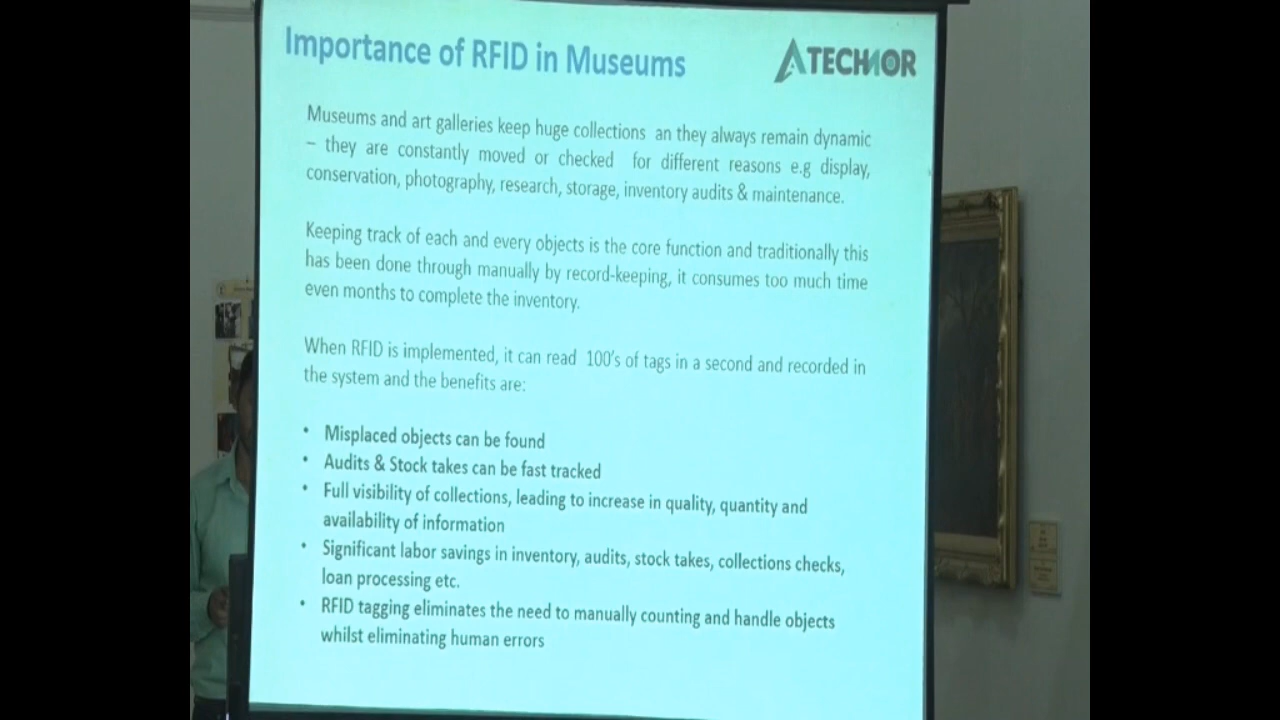 Importance of RFID in Museums
ATECHNOR
Museums and art galleries keep huge collections an they always remain dynamic
– they are constantly moved or checked for different reasons e.g display,
conservation, photography, research, storage, inventory audits & maintenance.
Keeping track of each and every objects is the core function and traditionally this
has been done through manually by record-keeping, it consumes too much time
even months to complete the inventory.
When RFID is implemented, it can read 100's of tags in a second and recorded in
the system and the benefits are:
• Misplaced objects can be found
• Audits & Stock takes can be fast tracked
• Full visibility of collections, leading to increase in quality, quantity and
availability of information
• Significant labor savings in inventory, audits, stock takes, collections checks,
loan processing etc.
• RFID tagging eliminates the need to manually counting and handle objects
whilst eliminating human errors